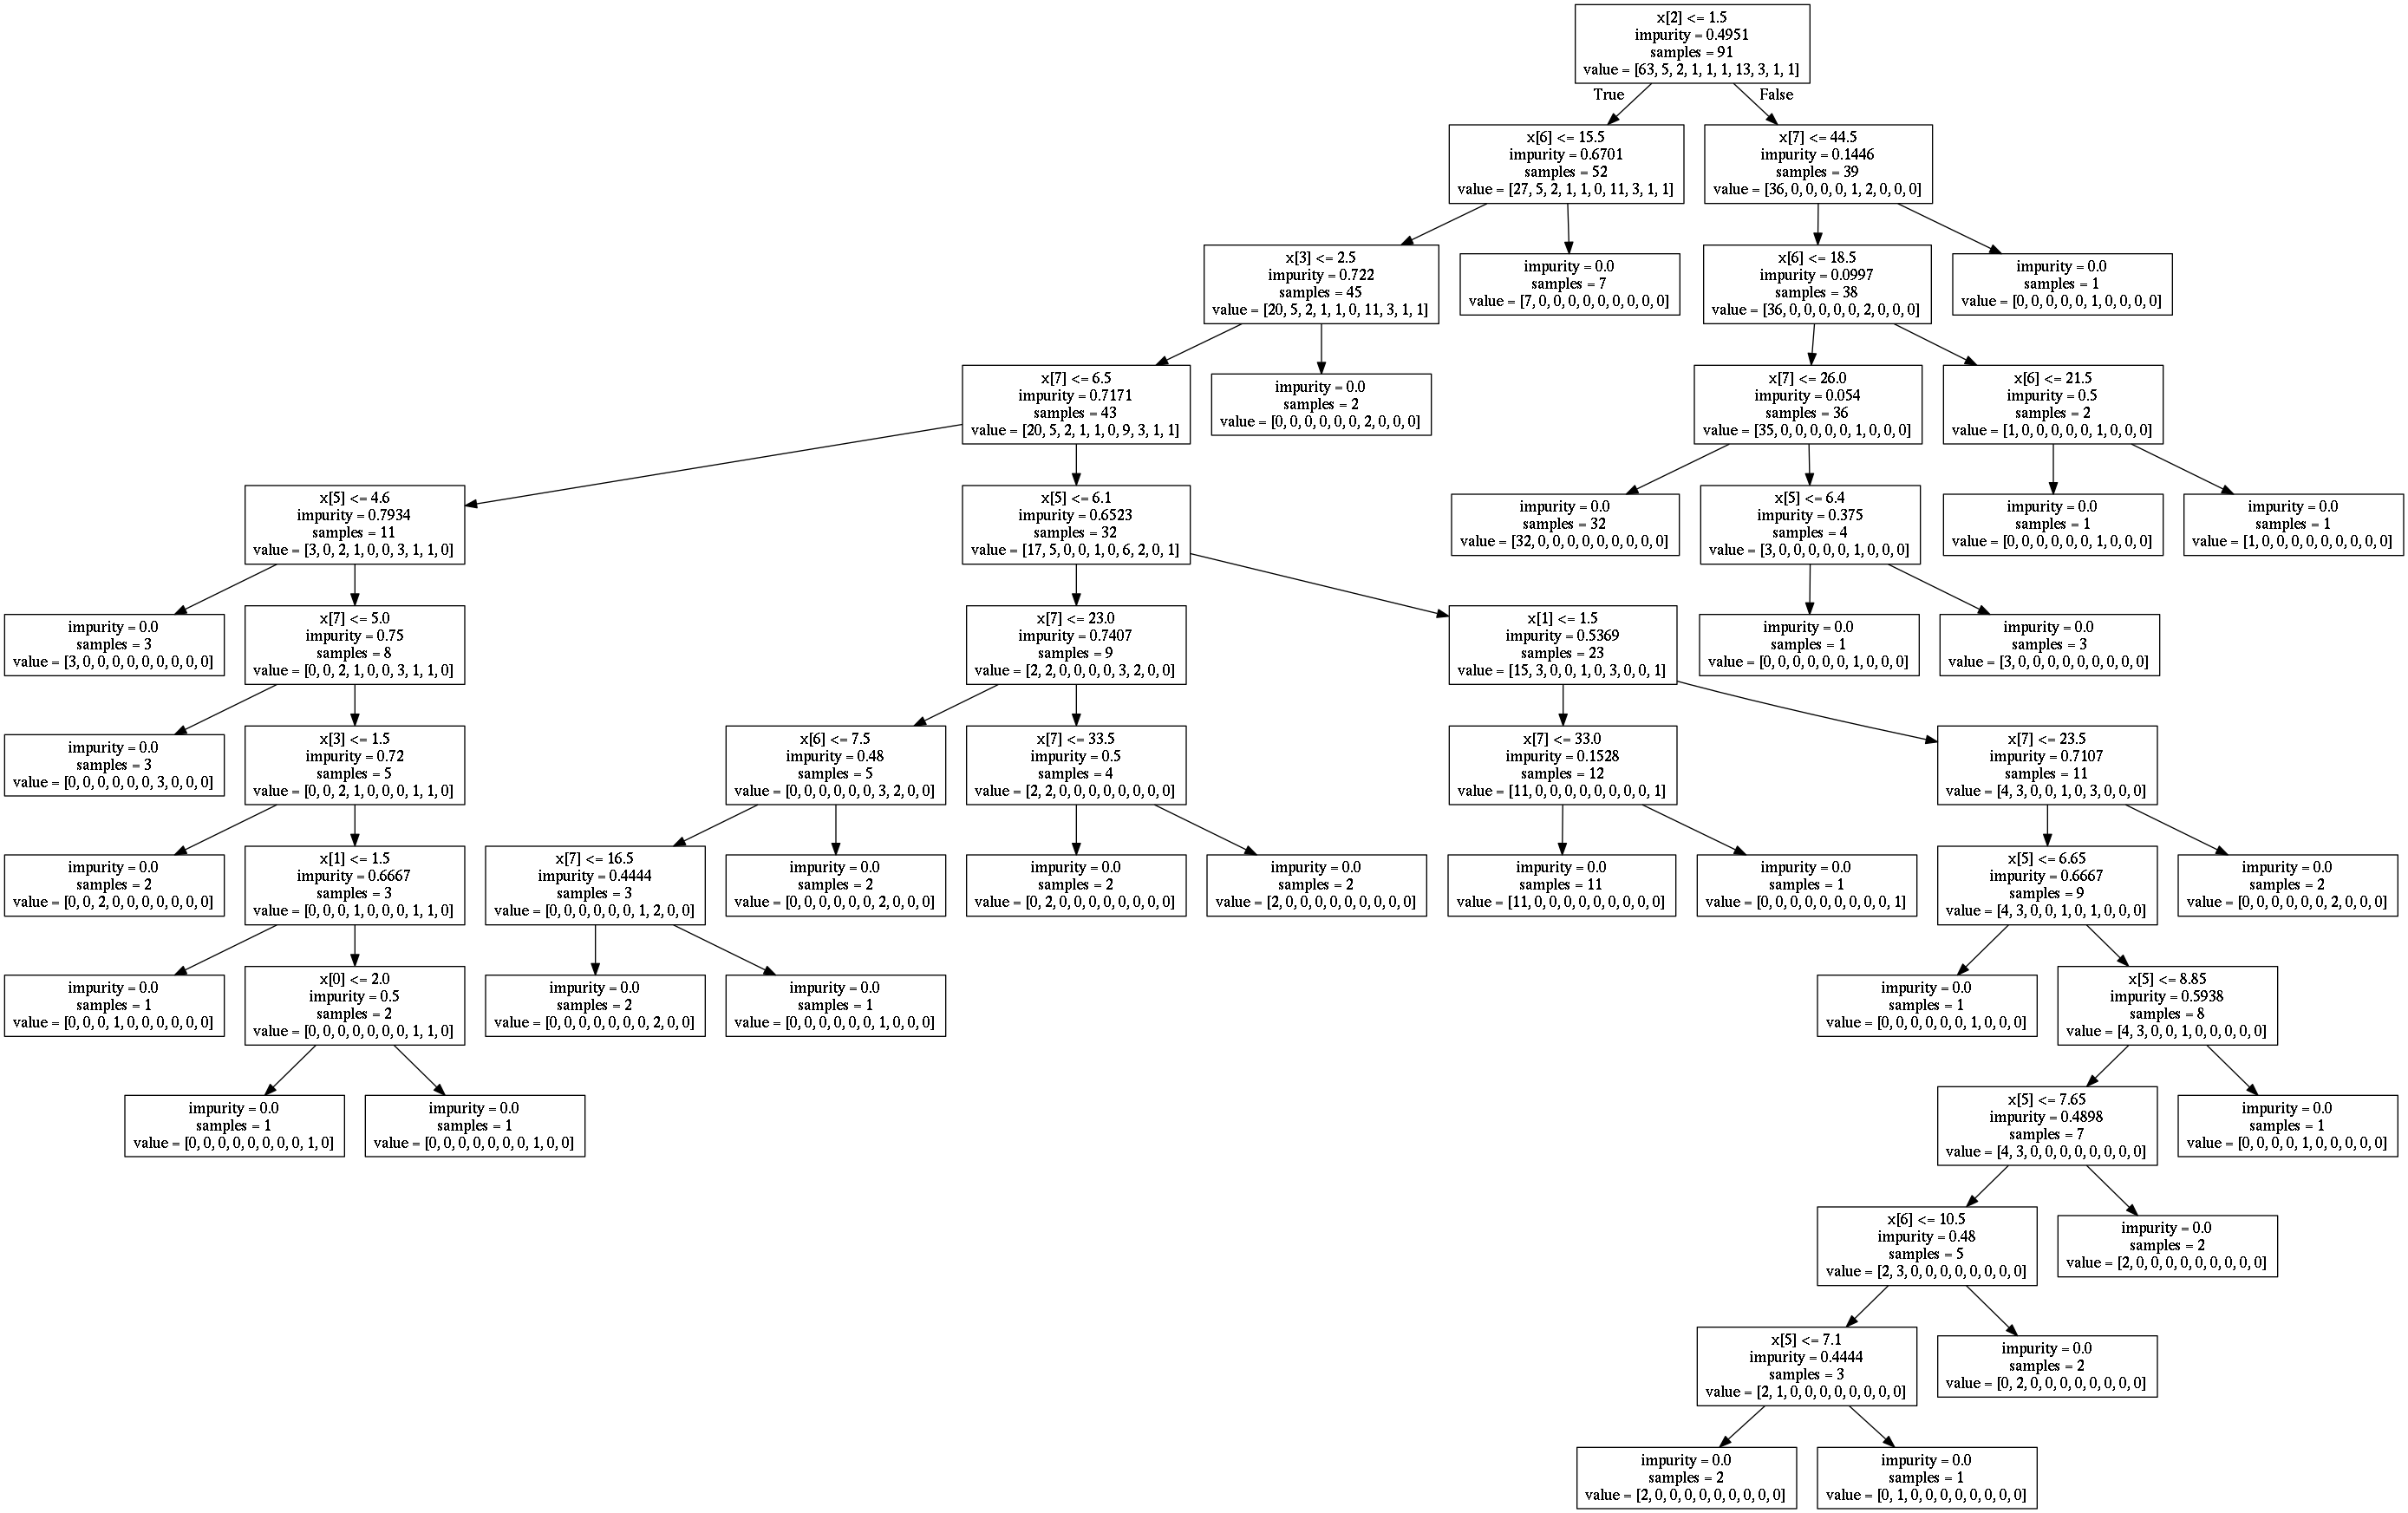 x[2] <= 1.5
impurity = 0.4951
samples = 91
value = [63, 5, 2, 1, 1, 1, 13, 3, 1, 1]
True
False
x[6] <= 15.5
impurity = 0.6701
samples = 52
value = [27, 5, 2, 1, 1, 0, 11, 3, 1, 1]
x[7] <= 44.5
impurity = 0.1446
samples = 39
value = [36, 0, 0, 0, 0, 1, 2, 0, 0, 0]
x[3] <= 2.5
impurity = 0.722
samples = 45
value = [20, 5, 2, 1, 1, 0, 11, 3, 1, 1]
impurity = 0.0
samples = 7
value = [7, 0, 0, 0, 0, 0, 0, 0, 0, 0]
x[6] <= 18.5
impurity = 0.0997
samples = 38
value = [36, 0, 0, 0, 0, 0, 2, 0, 0, 0]
impurity = 0.0
samples = 1
value = [0, 0, 0, 0, 0, 1, 0, 0, 0, 0]
x[7] <= 6.5
impurity = 0.7171
samples = 43
value = [20, 5, 2, 1, 1, 0, 9, 3, 1, 1]
impurity = 0.0
samples = 2
value = [0, 0, 0, 0, 0, 0, 2, 0, 0, 0]
x[7] <= 26.0
impurity = 0.054
samples = 36
value = [35, 0, 0, 0, 0, 0, 1, 0, 0, 0]
x[6] <= 21.5
impurity = 0.5
samples = 2
value = [1, 0, 0, 0, 0, 0, 1, 0, 0, 0]
x[5] <= 4.6
impurity = 0.7934
samples = 11
value = [3, 0, 2, 1, 0, 0, 3, 1, 1, 0]
x[5] <= 6.1
impurity = 0.6523
samples = 32
value = [17, 5, 0, 0, 1, 0, 6, 2, 0, 1]
impurity = 0.0
samples = 32
value = [32, 0, 0, 0, 0, 0, 0, 0, 0, 0]
x[5] <= 6.4
impurity = 0.375
samples = 4
value = [3, 0, 0, 0, 0, 0, 1, 0, 0, 0]
impurity = 0.0
samples = 1
value = [0, 0, 0, 0, 0, 0, 1, 0, 0, 0]
impurity = 0.0
samples = 1
value = [1, 0, 0, 0, 0, 0, 0, 0, 0, 0]
impurity = 0.0
samples = 3
value = [3, 0, 0, 0, 0, 0, 0, 0, 0, 0]
x[7] <= 5.0
impurity = 0.75
samples = 8
value = [0, 0, 2, 1, 0, 0, 3, 1, 1, 0]
x[7] <= 23.0
impurity = 0.7407
samples = 9
value = [2, 2, 0, 0, 0, 0, 3, 2, 0, 0]
x[1] <= 1.5
impurity = 0.5369
samples = 23
value = [15, 3, 0, 0, 1, 0, 3, 0, 0, 1]
impurity = 0.0
samples = 1
value = [0, 0, 0, 0, 0, 0, 1, 0, 0, 0]
impurity = 0.0
samples = 3
value = [3, 0, 0, 0, 0, 0, 0, 0, 0, 0]
impurity = 0.0
samples = 3
value = [0, 0, 0, 0, 0, 0, 3, 0, 0, 0]
x[3] <= 1.5
impurity = 0.72
samples = 5
value = [0, 0, 2, 1, 0, 0, 0, 1, 1, 0]
x[6] <= 7.5
impurity = 0.48
samples = 5
value = [0, 0, 0, 0, 0, 0, 3, 2, 0, 0]
x[7] <= 33.5
impurity = 0.5
samples = 4
value = [2, 2, 0, 0, 0, 0, 0, 0, 0, 0]
x[7] <= 33.0
impurity = 0.1528
samples = 12
value = [11, 0, 0, 0, 0, 0, 0, 0, 0, 1]
x[7] <= 23.5
impurity = 0.7107
samples = 11
value = [4, 3, 0, 0, 1, 0, 3, 0, 0, 0]
impurity = 0.0
samples = 2
value = [0, 0, 2, 0, 0, 0, 0, 0, 0, 0]
x[1] <= 1.5
impurity = 0.6667
samples = 3
value = [0, 0, 0, 1, 0, 0, 0, 1, 1, 0]
x[7] <= 16.5
impurity = 0.4444
samples = 3
value = [0, 0, 0, 0, 0, 0, 1, 2, 0, 0]
impurity = 0.0
samples = 2
value = [0, 0, 0, 0, 0, 0, 2, 0, 0, 0]
impurity = 0.0
samples = 2
value = [0, 2, 0, 0, 0, 0, 0, 0, 0, 0]
impurity = 0.0
samples = 2
value = [2, 0, 0, 0, 0, 0, 0, 0, 0, 0]
impurity = 0.0
samples = 11
value = [11, 0, 0, 0, 0, 0, 0, 0, 0, 0]
impurity = 0.0
samples = 1
value = [0, 0, 0, 0, 0, 0, 0, 0, 0, 1]
x[5] <= 6.65
impurity = 0.6667
samples = 9
value = [4, 3, 0, 0, 1, 0, 1, 0, 0, 0]
impurity = 0.0
samples = 2
value = [0, 0, 0, 0, 0, 0, 2, 0, 0, 0]
impurity = 0.0
samples = 1
value = [0, 0, 0, 1, 0, 0, 0, 0, 0, 0]
x[0] <= 2.0
impurity = 0.5
samples = 2
value = [0, 0, 0, 0, 0, 0, 0, 1, 1, 0]
impurity = 0.0
samples = 2
value = [0, 0, 0, 0, 0, 0, 0, 2, 0, 0]
impurity = 0.0
samples = 1
value = [0, 0, 0, 0, 0, 0, 1, 0, 0, 0]
impurity = 0.0
samples = 1
value = [0, 0, 0, 0, 0, 0, 1, 0, 0, 0]
x[5] <= 8.85
impurity = 0.5938
samples = 8
value = [4, 3, 0, 0, 1, 0, 0, 0, 0, 0]
impurity = 0.0
samples = 1
value = [0, 0, 0, 0, 0, 0, 0, 0, 1, 0]
impurity = 0.0
samples = 1
value = [0, 0, 0, 0, 0, 0, 0, 1, 0, 0]
x[5] <= 7.65
impurity = 0.4898
samples = 7
value = [4, 3, 0, 0, 0, 0, 0, 0, 0, 0]
impurity = 0.0
samples = 1
value = [0, 0, 0, 0, 1, 0, 0, 0, 0, 0]
x[6] <= 10.5
impurity = 0.48
samples = 5
value = [2, 3, 0, 0, 0, 0, 0, 0, 0, 0]
impurity = 0.0
samples = 2
value = [2, 0, 0, 0, 0, 0, 0, 0, 0, 0]
x[5] <= 7.1
impurity = 0.4444
samples = 3
value = [2, 1, 0, 0, 0, 0, 0, 0, 0, 0]
impurity = 0.0
samples = 2
value = [0, 2, 0, 0, 0, 0, 0, 0, 0, 0]
impurity = 0.0
samples = 2
value = [2, 0, 0, 0, 0, 0, 0, 0, 0, 0]
impurity = 0.0
samples = 1
value = [0, 1, 0, 0, 0, 0, 0, 0, 0, 0]